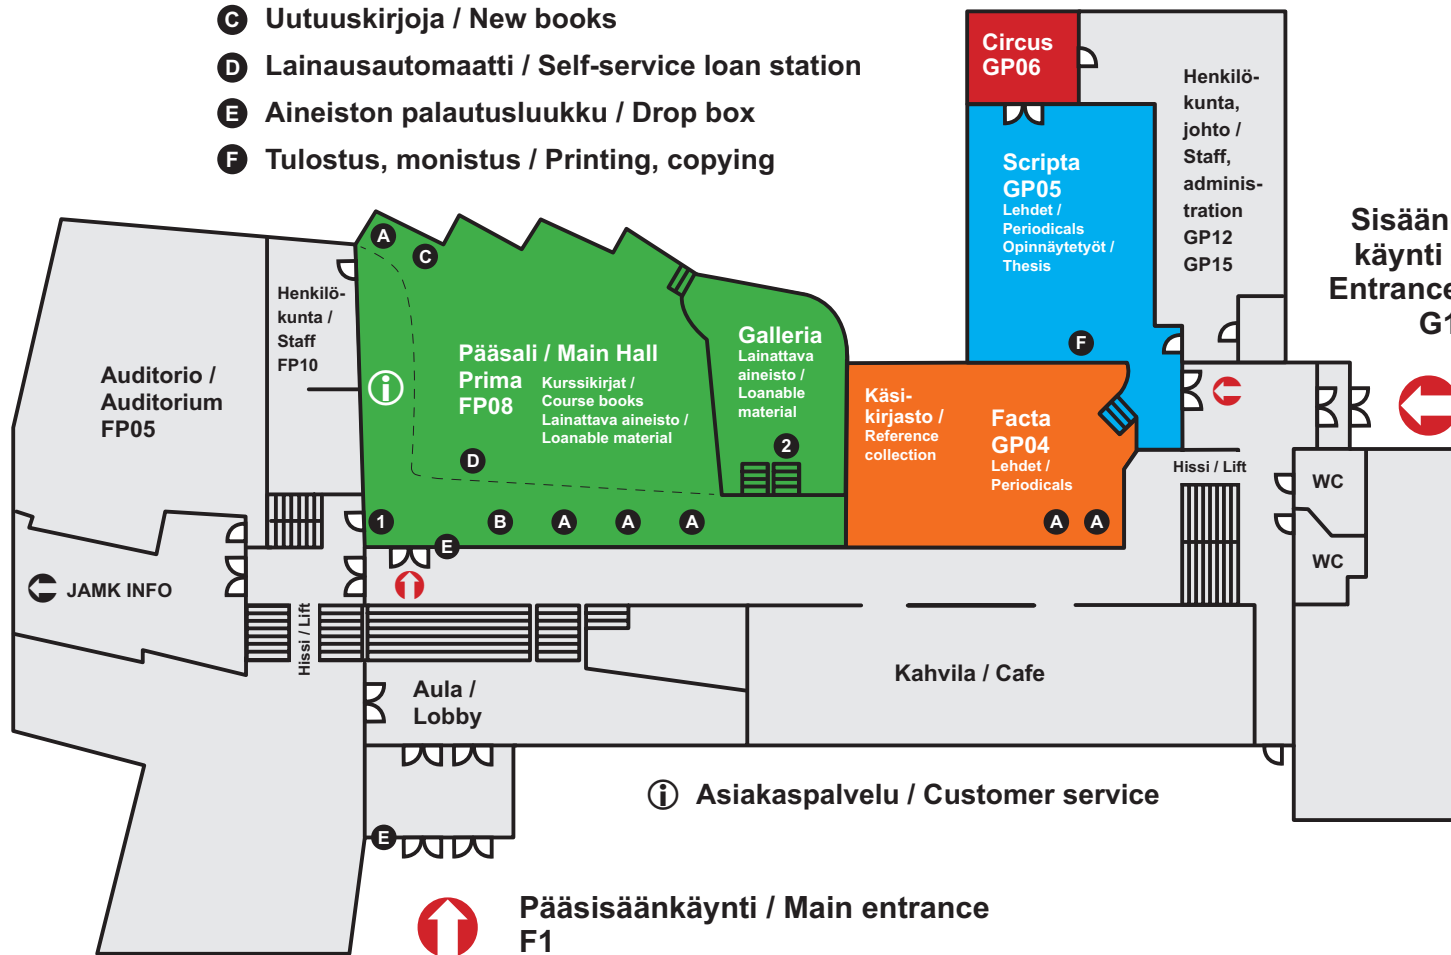 C Uutuuskirjoja / New books
D Lainausautomaatti / Self-service loan station
E Aineiston palautusluukku / Drop box
F Tulostus, monistus / Printing, copying
Circus
GP06
Henkilö-
kunta,
johto /
Staff,
adminis-
tration
GP12
GP15
Scripta
GP05
Lehdet /
Periodicals
Opinnäytetyöt /
Thesis
F
Sisään
käynti
Entrance
G1
A
C
Henkilö-
kunta /
Staff
FP10
Auditorio /
Auditorium
FP05
Pääsali / Main Hall
Prima
FP08
Kurssikirjat /
Course books
Lainattava aineisto /
Loanable material
Galleria
Lainattava
aineisto /
Loanable
material
2
Käsi-
kirjasto /
Reference
collection
Facta
GP04
Lehdet /
Periodicals
D
1
B
A
A
A
A
A
E
Hissi / Lift
WC
WC
JAMK INFO
Hissi / Lift
Aula /
Lobby
Kahvila / Cafe
i Asiakaspalvelu / Customer service
E
Pääsisäänkäynti / Main entrance
F1